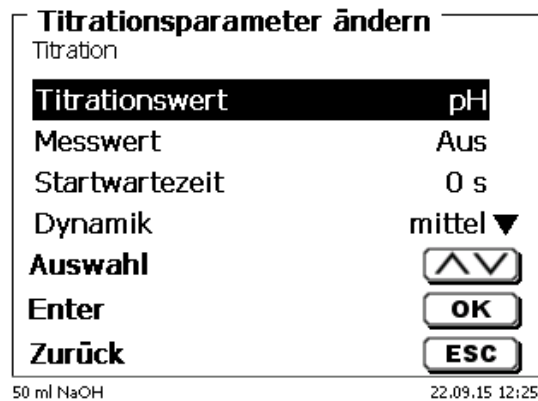 Titrationsparameter ändern
Titration
Titrationswert pH
Messwert Aus
Startwartezeit 0 s
Dynamik mittel ▼
Auswahl
Enter OK
Zurück ESC
50 ml NaOH 22.09.15 12:25